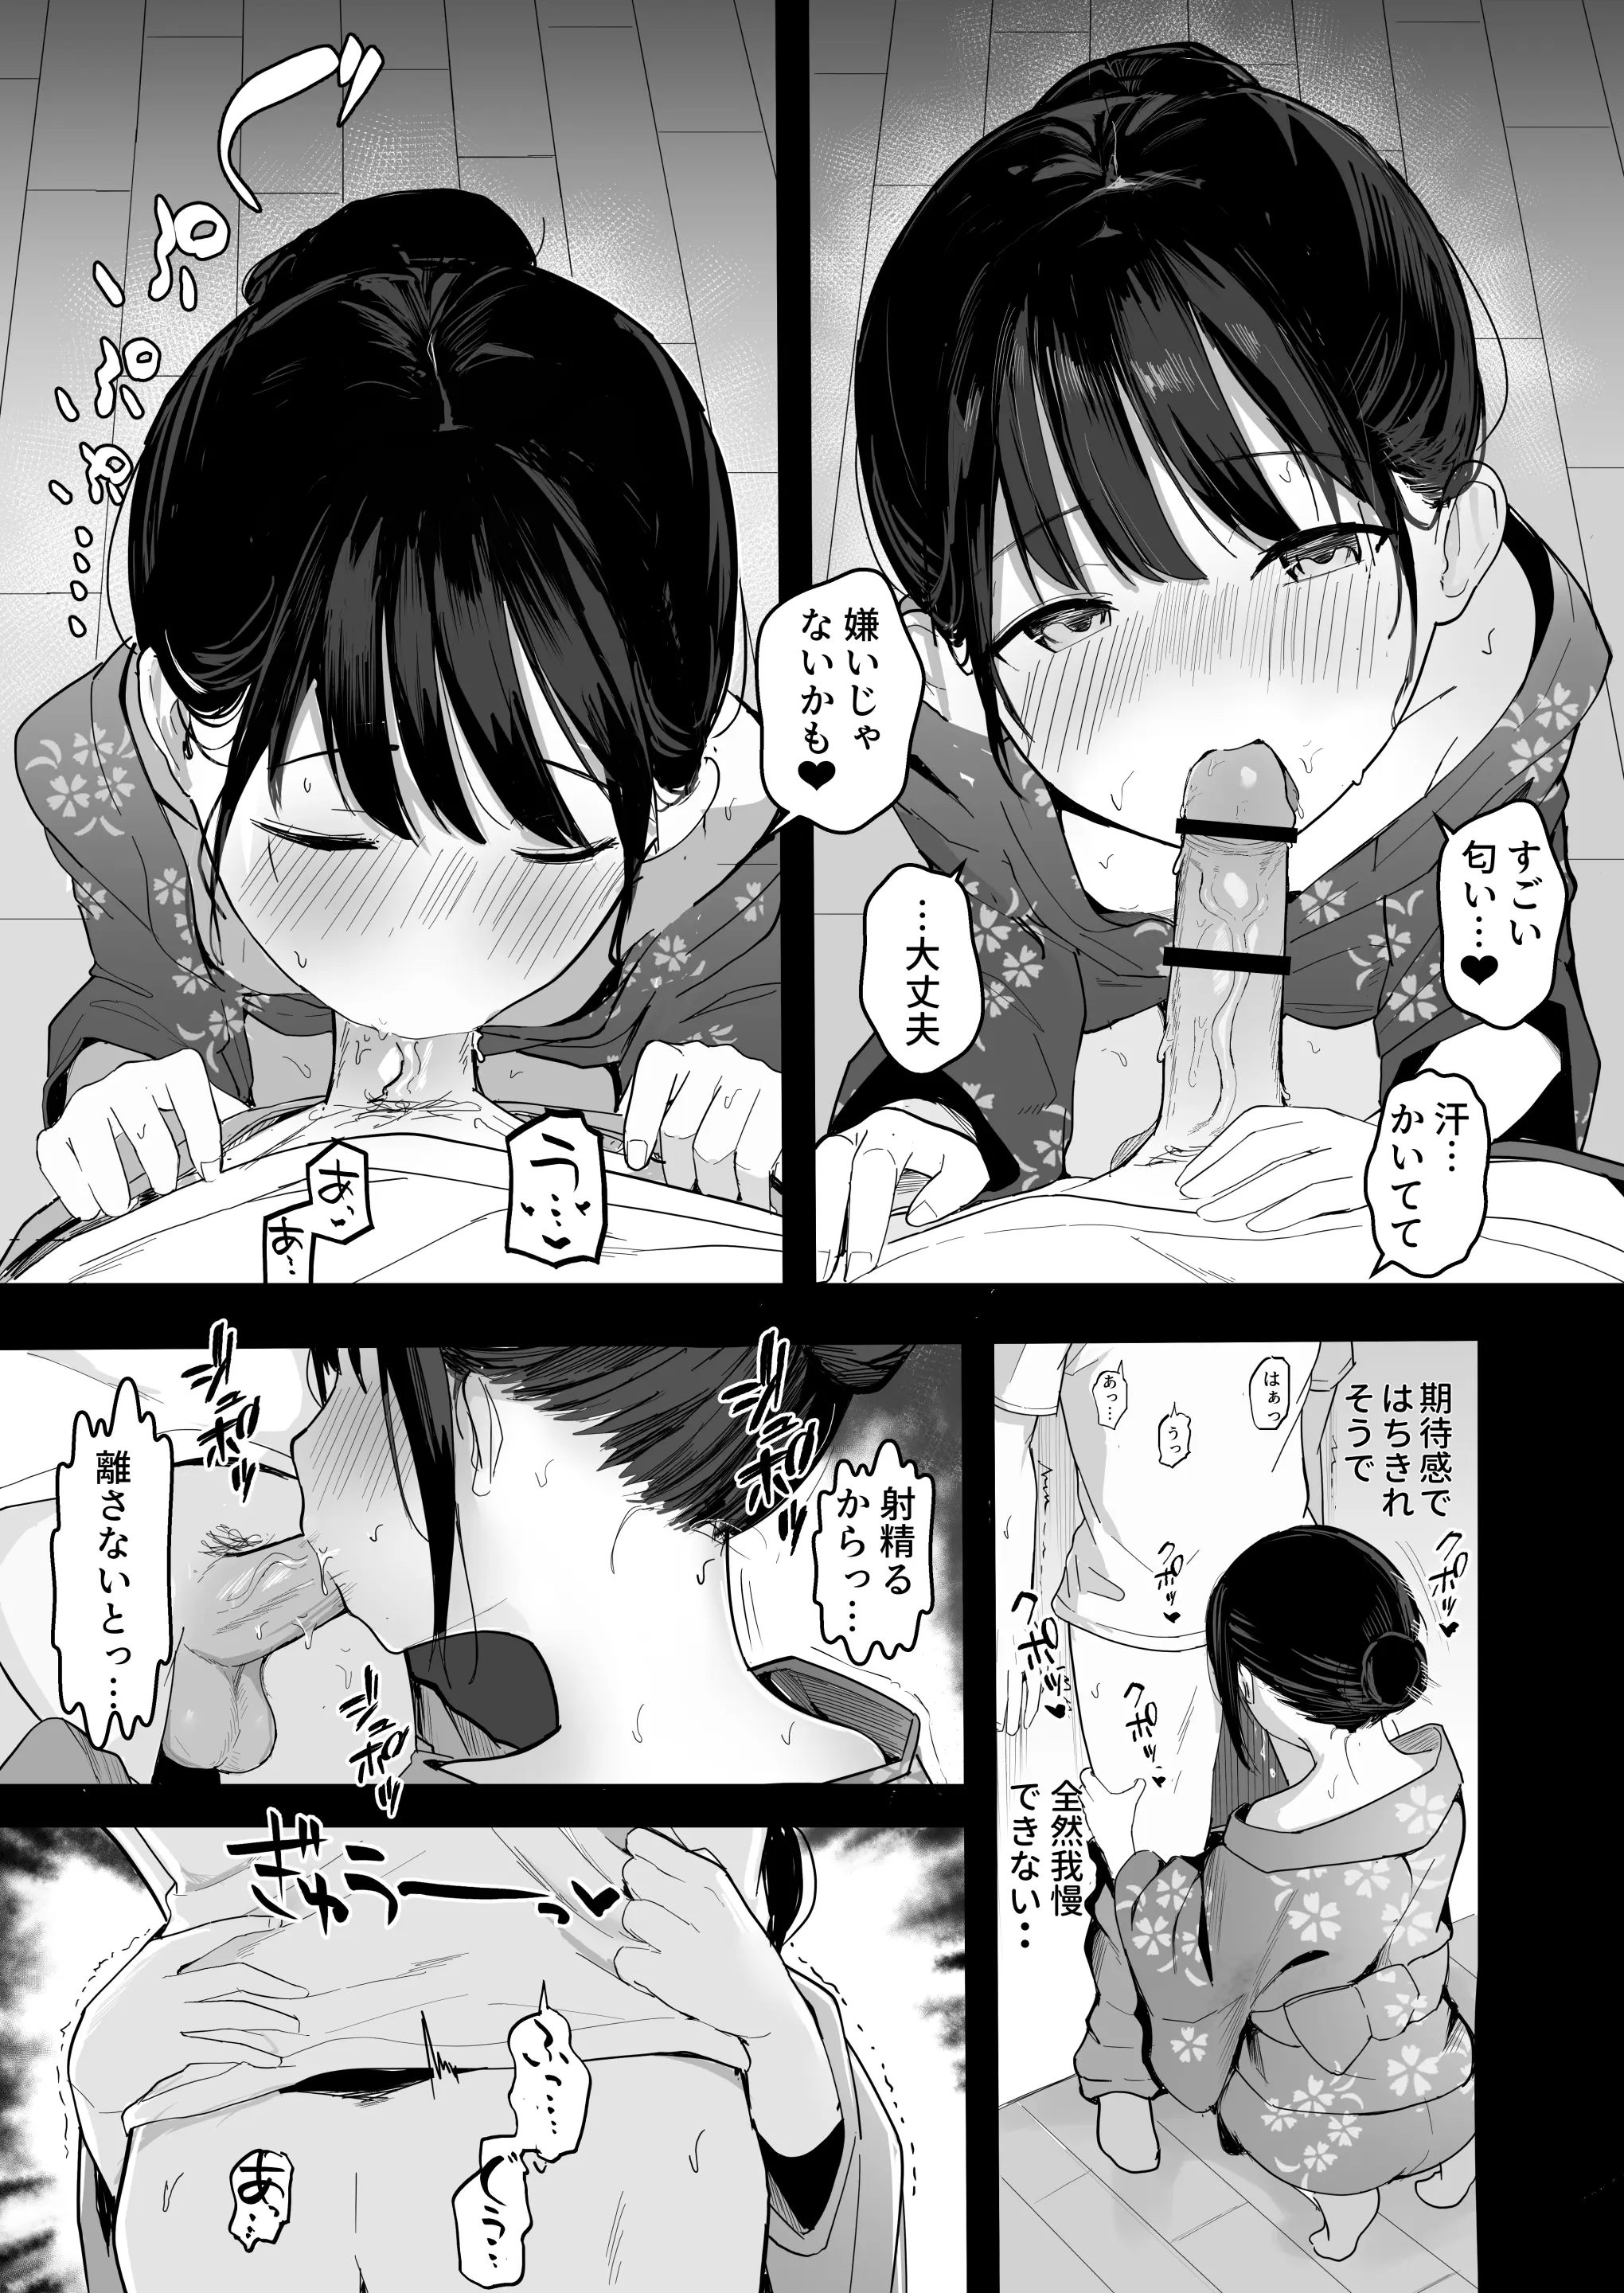 すごい
匂い…♥
汗…
かいてて
…大丈夫
嫌いじゃ
ないかも♥
う゛…♥
あ゛っ
あ…
期待感で
はちきれ
そうで
はぁっ
うっ
あっ…
クポッ♥
クポッ♥
クポッ♥
クポッ♥
全然我慢
できない‥
射精る
からっ…
ジュポッ
ジュポッ
ジュポッ
離さないとっ…
ぎゅうーっ♥
ふっ…
うぅ…
あっ…